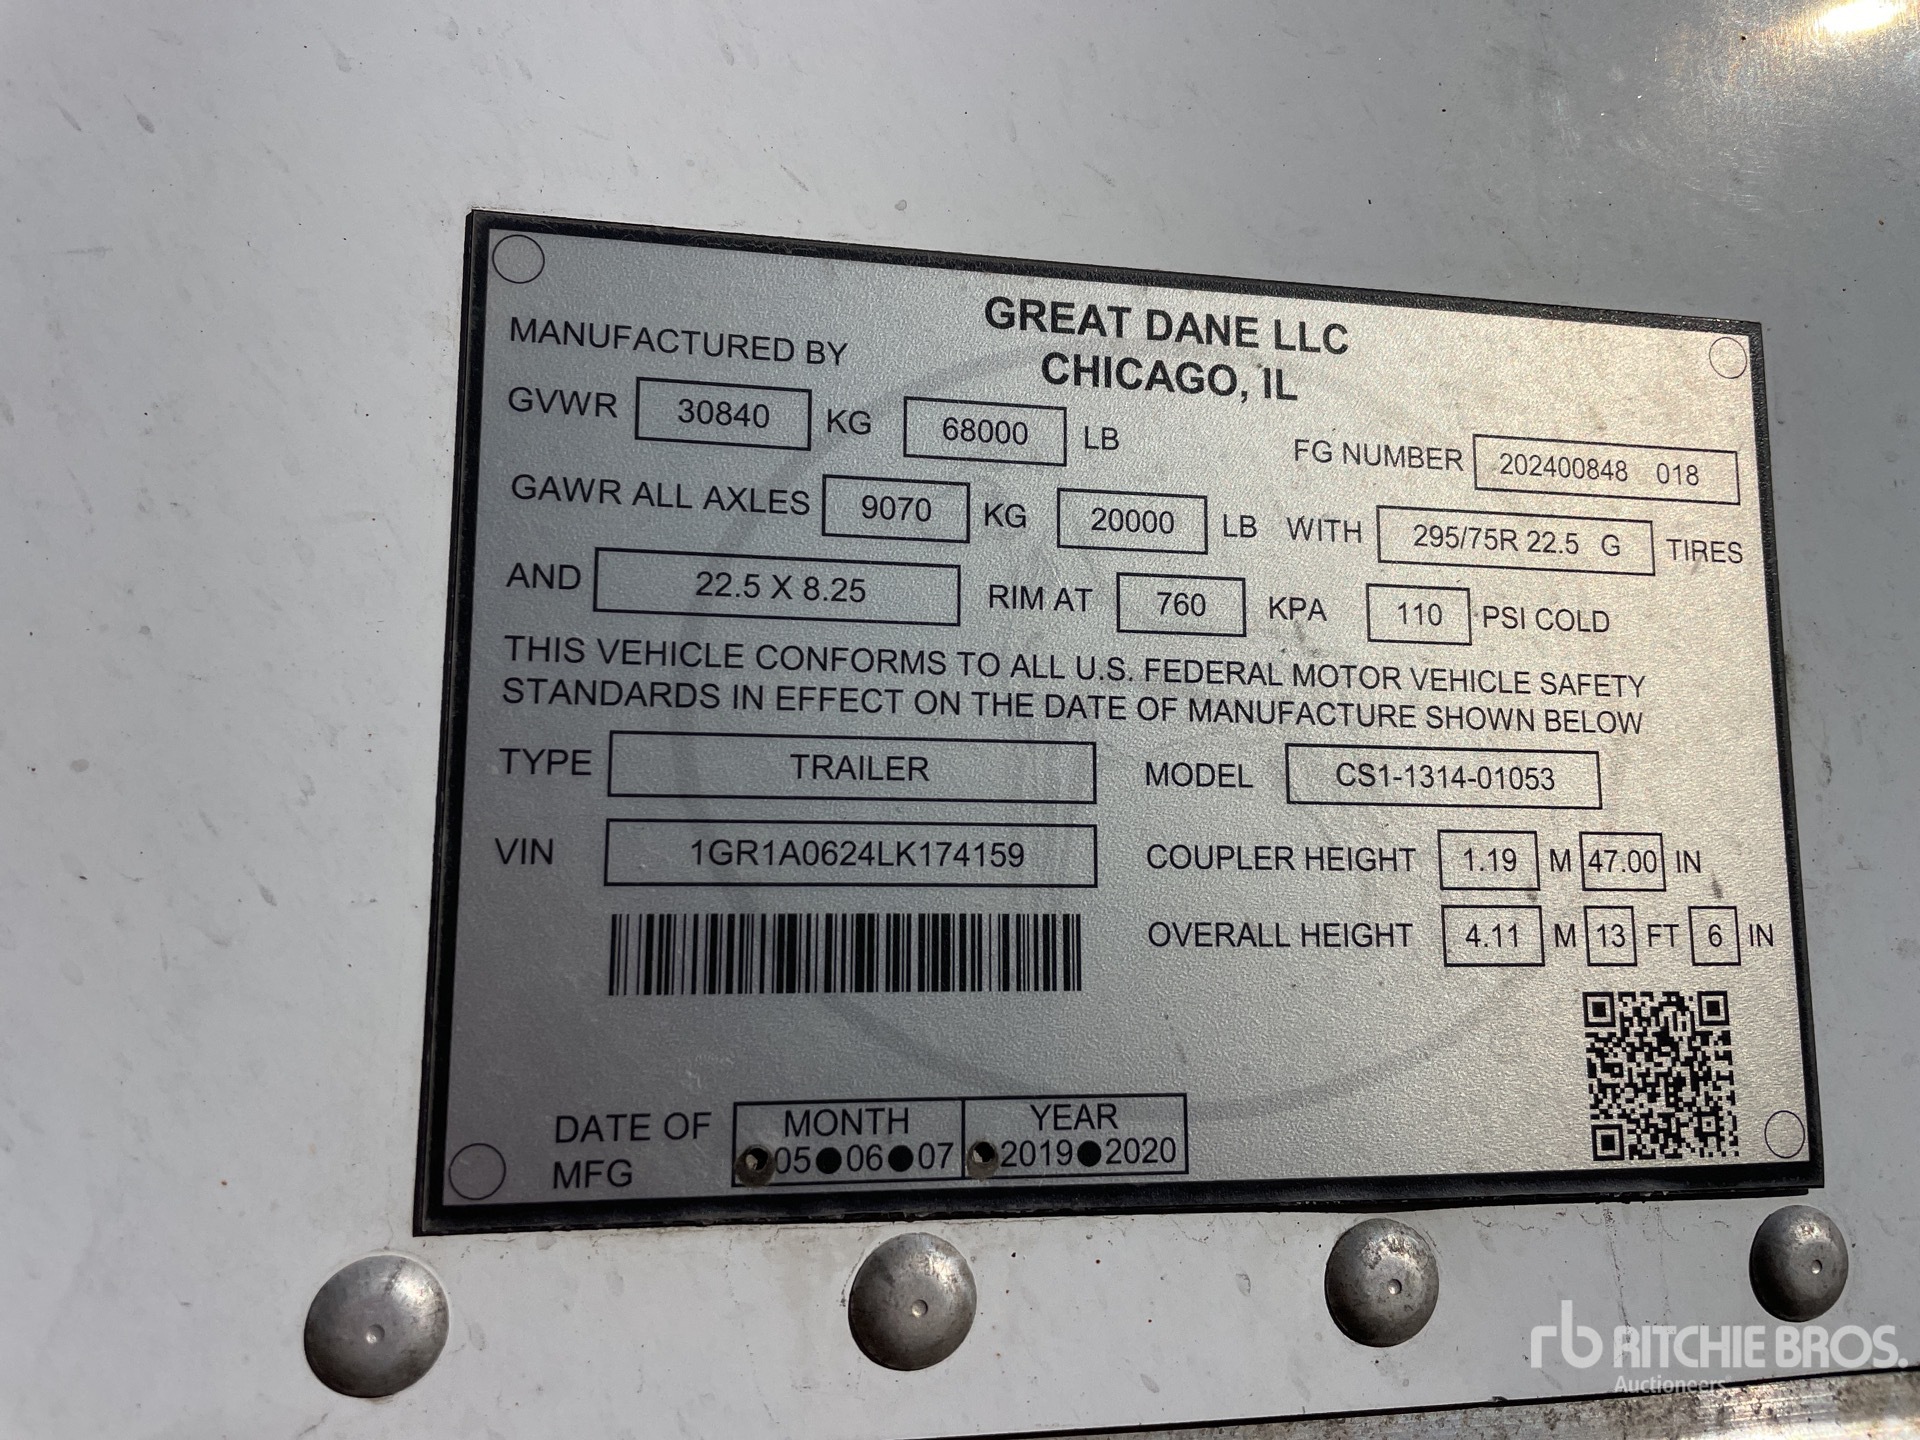 MANUFACTURED BY GREAT DANE LLC
CHICAGO, IL
GVWR 30840 KG 68000 LB FG NUMBER 202400848 018
GAWR ALL AXLES 9070 KG 20000 LB WITH 295/75R 22.5 G TIRES
AND 22.5 X 8.25 RIM AT 760 KPA 110 PSI COLD
THIS VEHICLE CONFORMS TO ALL U.S. FEDERAL MOTOR VEHICLE SAFETY
STANDARDS IN EFFECT ON THE DATE OF MANUFACTURE SHOWN BELOW
TYPE TRAILER MODEL CS1-1314-01053
VIN 1GR1A0624LK174159 COUPLER HEIGHT 1.19 M 47.00 IN
OVERALL HEIGHT 4.11 M 13 FT 6 IN
DATE OF MFG MONTH YEAR
05 06 07 2019 2020
rb RITCHIE BROS.
Auctioneers